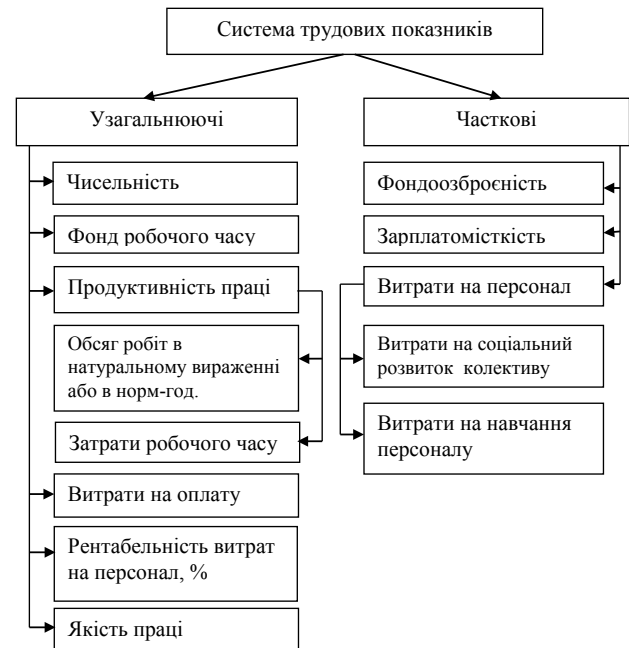 Система трудових показників
Узагальнюючі
Часткові
Чисельність
Фонд робочого часу
Продуктивність праці
Обсяг робіт в
натуральному вираженні
або в норм-год.
Затрати робочого часу
Витрати на оплату
Рентабельність витрат
на персонал, %
Якість праці
Фондоозброєність
Зарплатомісткість
Витрати на персонал
Витрати на соціальний
розвиток колективу
Витрати на навчання
персоналу